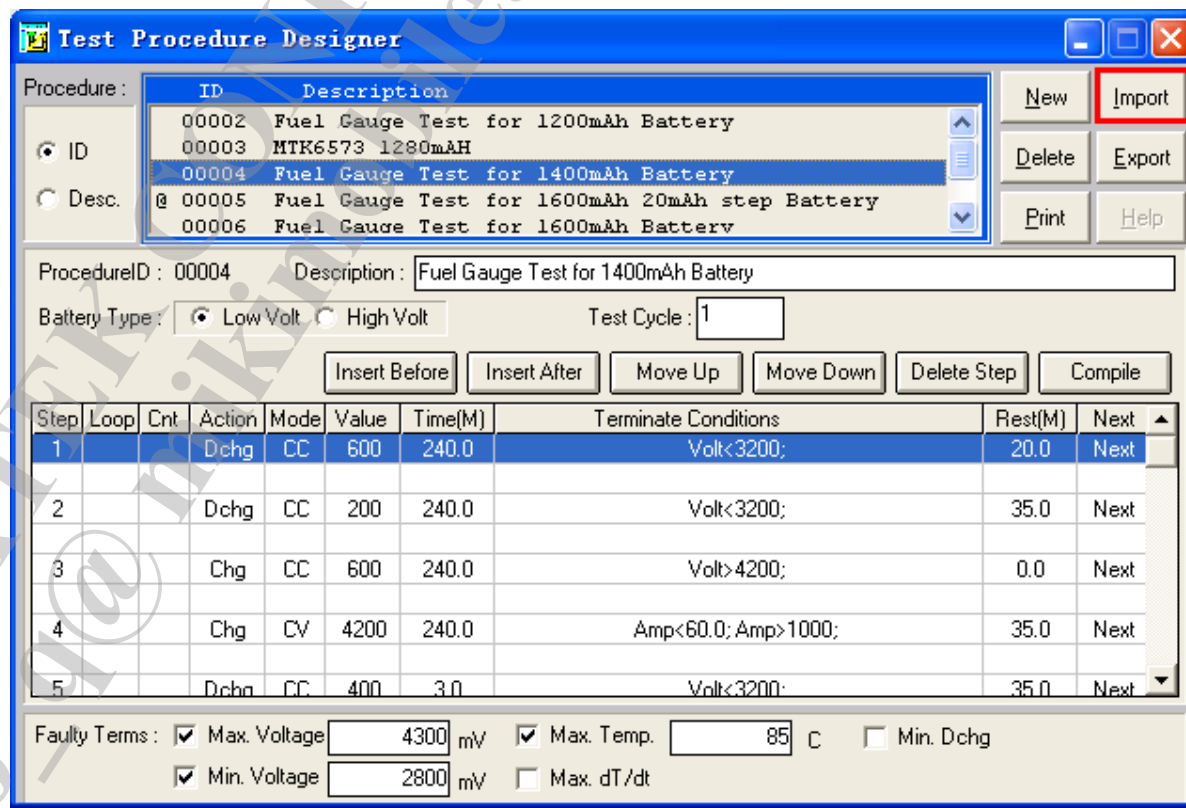 Test Procedure Designer
Procedure :
ID
Desc.
ID Description
00002 Fuel Gauge Test for 1200mAh Battery
00003 MTK6573 1280mAH
00004 Fuel Gauge Test for 1400mAh Battery
@ 00005 Fuel Gauge Test for 1600mAh 20mAh step Battery
00006 Fuel Gauge Test for 1600mAh Battery
New Import
Delete Export
Print Help
ProcedureID : 00004 Description : Fuel Gauge Test for 1400mAh Battery
Battery Type : Low Volt High Volt Test Cycle : 1
Insert Before Insert After Move Up Move Down Delete Step Compile
Step Loop Cnt Action Mode Value Time(M) Terminate Conditions Rest(M) Next
1 Dchg CC 600 240.0 Volt<3200; 20.0 Next
2 Dchg CC 200 240.0 Volt<3200; 35.0 Next
3 Chg CC 600 240.0 Volt>4200; 0.0 Next
4 Chg CV 4200 240.0 Amp<60.0; Amp>1000; 35.0 Next
5 Dchg CC 400 3.0 Volt<3200; 35.0 Next
Faulty Terms : Max. Voltage 4300 mV Max. Temp. 85 C Min. Dchg
Min. Voltage 2800 mV Max. dT/dt